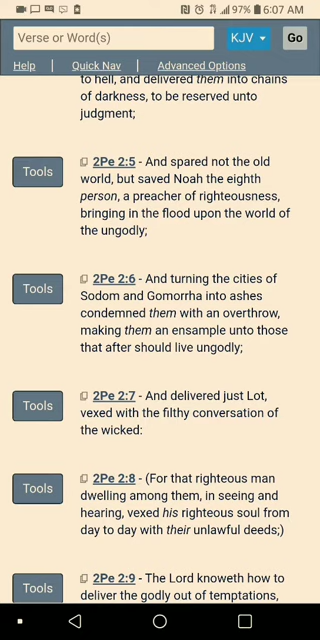 97% 6:07 AM
Verse or Word(s)
KJV
Go
Help | Quick Nav | Advanced Options
to hell, and delivered them into chains
of darkness, to be reserved unto
judgment;
Tools
2Pe 2:5 - And spared not the old
world, but saved Noah the eighth
person, a preacher of righteousness,
bringing in the flood upon the world of
the ungodly;
Tools
2Pe 2:6 - And turning the cities of
Sodom and Gomorrha into ashes
condemned them with an overthrow,
making them an ensample unto those
that after should live ungodly;
Tools
2Pe 2:7 - And delivered just Lot,
vexed with the filthy conversation of
the wicked:
Tools
2Pe 2:8 - (For that righteous man
dwelling among them, in seeing and
hearing, vexed his righteous soul from
day to day with their unlawful deeds;)
Tools
2Pe 2:9 - The Lord knoweth how to
deliver the godly out of temptations,